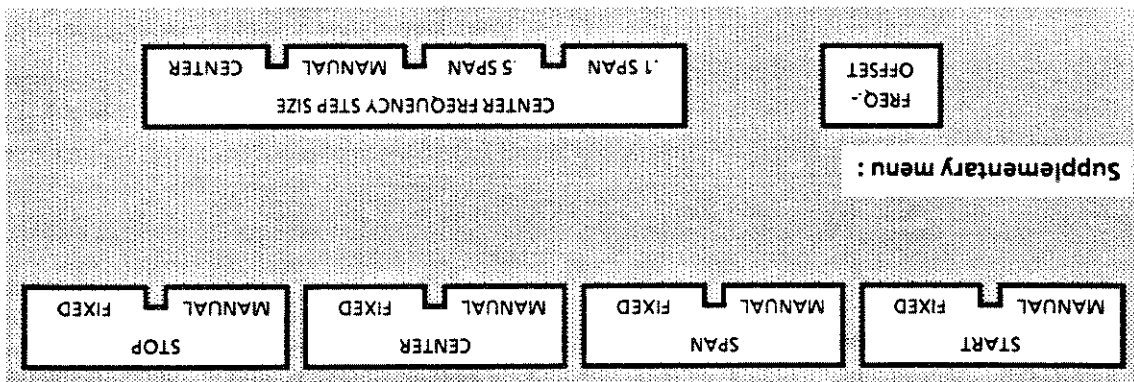 START
MANUAL FIXED
SPAN
MANUAL FIXED
CENTER
MANUAL FIXED
STOP
MANUAL FIXED
Supplementary menu :
FREQ.-
OFFSET
CENTER FREQUENCY STEP SIZE
.1 SPAN .5 SPAN MANUAL CENTER